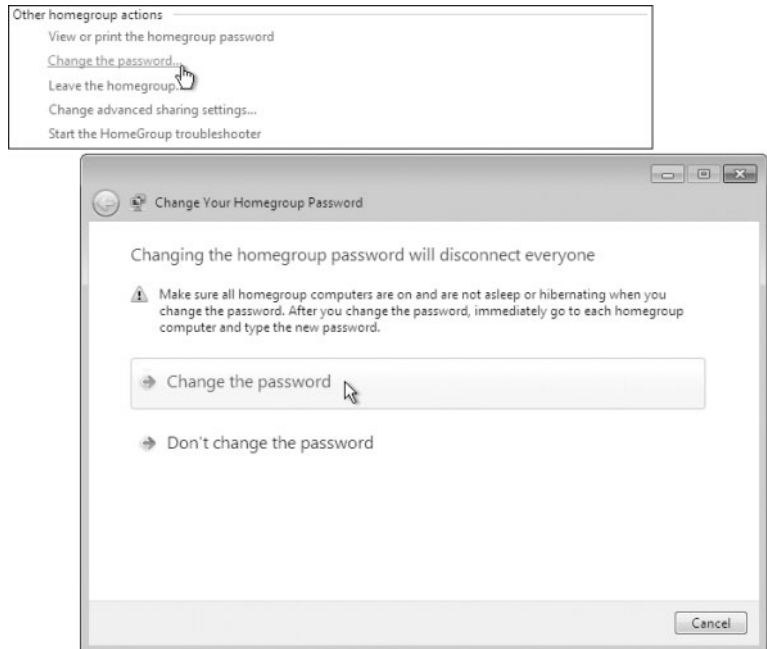 Other homegroup actions
View or print the homegroup password
Change the password...
Leave the homegroup...
Change advanced sharing settings...
Start the HomeGroup troubleshooter
Change Your Homegroup Password
Changing the homegroup password will disconnect everyone
Make sure all homegroup computers are on and are not asleep or hibernating when you
change the password. After you change the password, immediately go to each homegroup
computer and type the new password.
Change the password
Don't change the password
Cancel